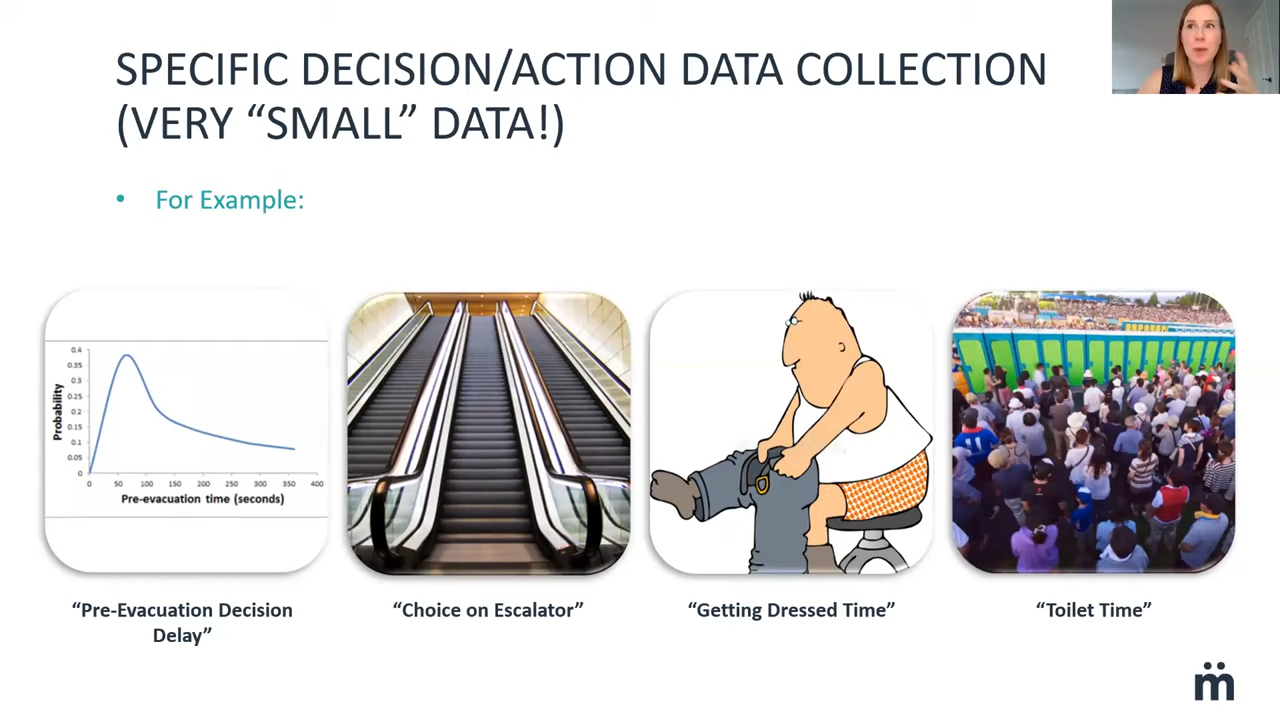 SPECIFIC DECISION/ACTION DATA COLLECTION
(VERY “SMALL” DATA!)
• For Example:
0.4
0.35
0.3
0.25
0.2
0.15
0.1
0.05
0
Probability
0 50 100 150 200 250 300 350 400
Pre-evacuation time (seconds)
11
“Pre-Evacuation Decision
Delay”
“Choice on Escalator”
“Getting Dressed Time”
“Toilet Time”
m̈